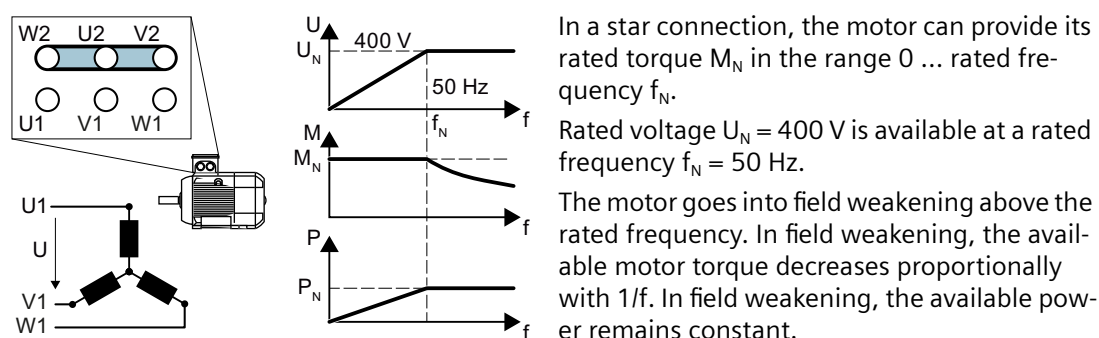 W2 U2 V2
U1 V1 W1
U1
U
V1
W1
U
U_N
400 V
50 Hz
f_N
f
M
M_N
f
P
P_N
f
In a star connection, the motor can provide its
rated torque M_N in the range 0 ... rated fre-
quency f_N.
Rated voltage U_N = 400 V is available at a rated
frequency f_N = 50 Hz.
The motor goes into field weakening above the
rated frequency. In field weakening, the avail-
able motor torque decreases proportionally
with 1/f. In field weakening, the available pow-
er remains constant.